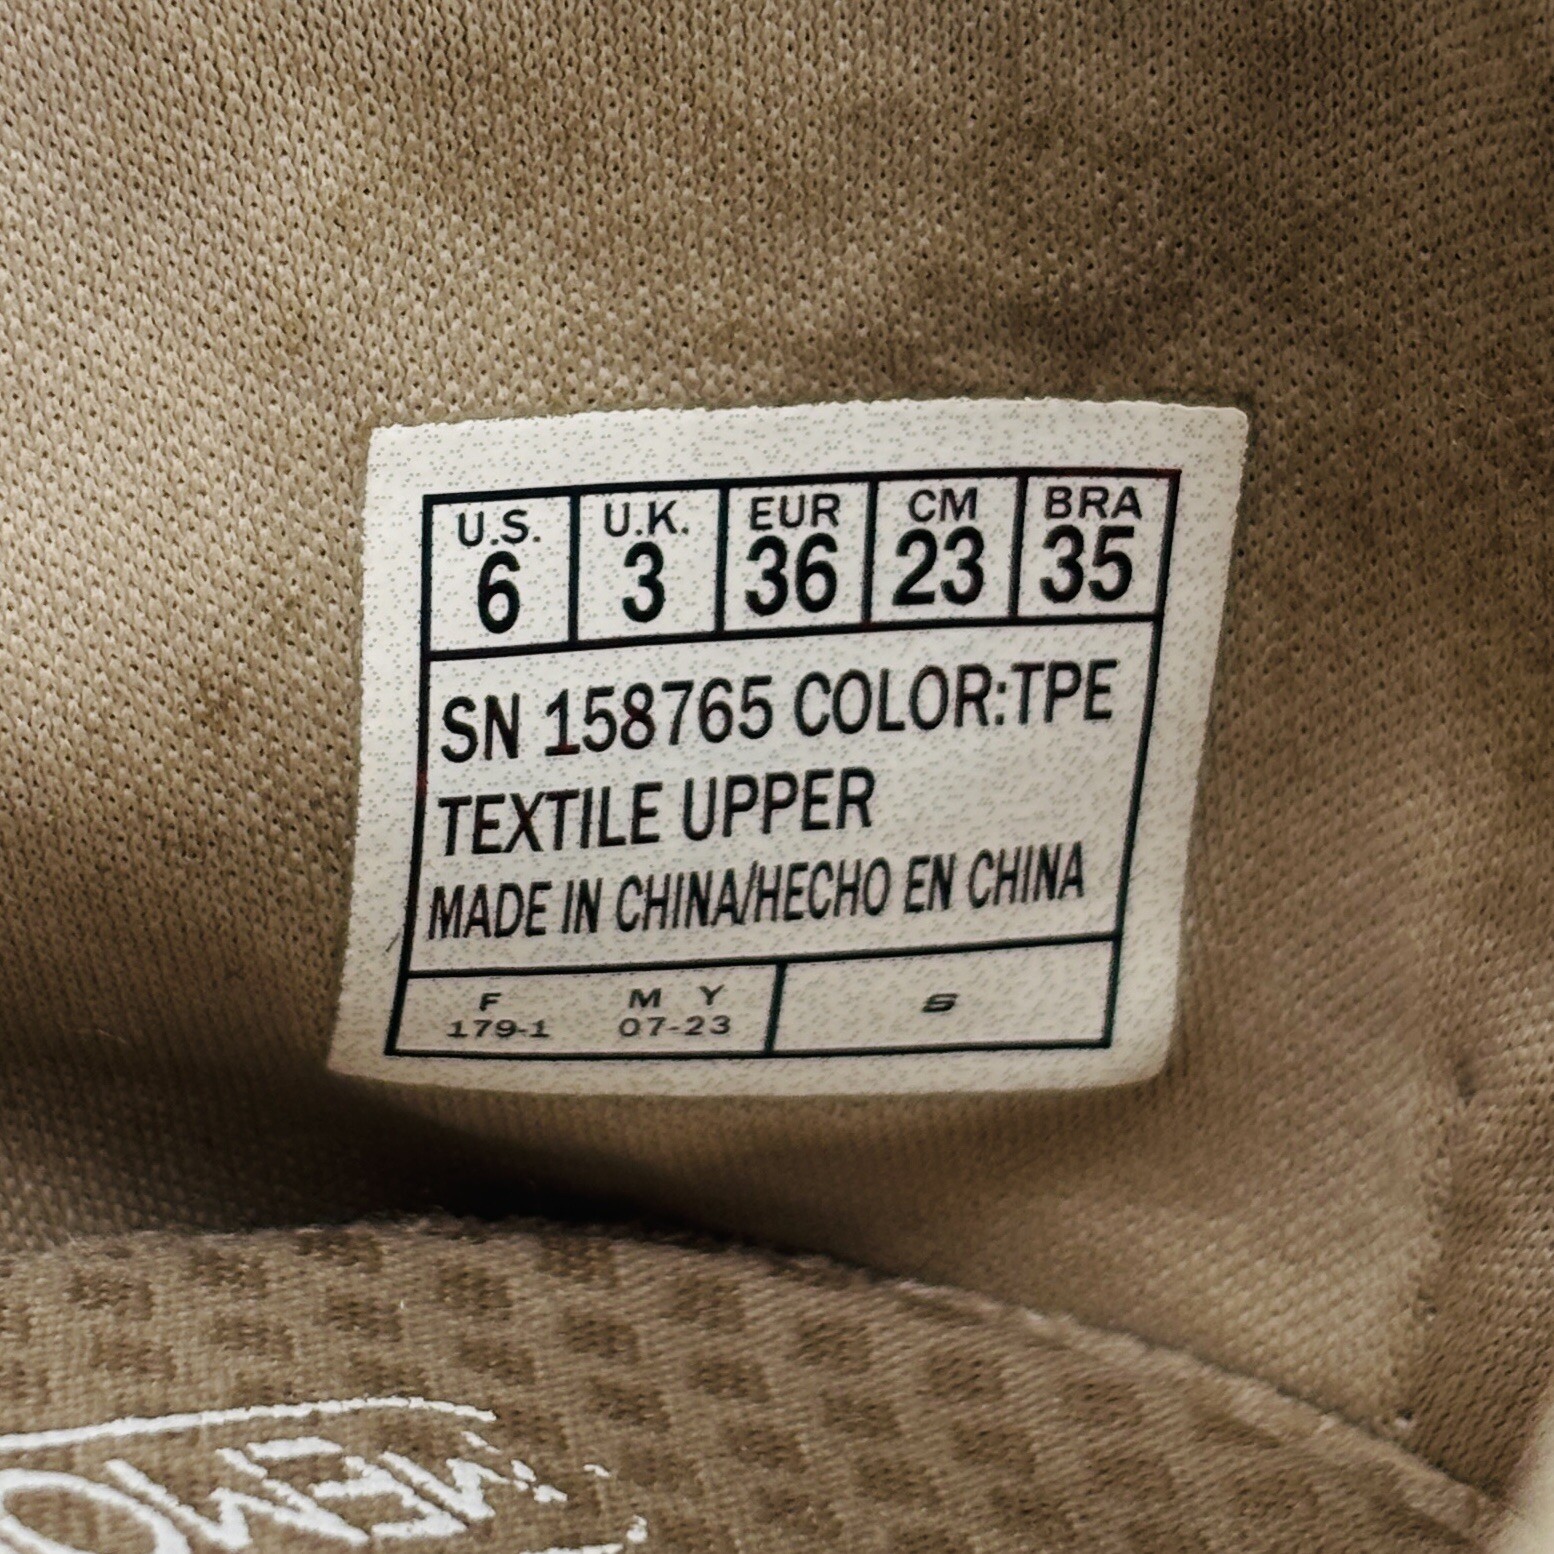 U.S. U.K. EUR CM BRA
6 3 36 23 35
SN 158765 COLOR:TPE
TEXTILE UPPER
MADE IN CHINA/HECHO EN CHINA
F M Y S
179-1 07-23